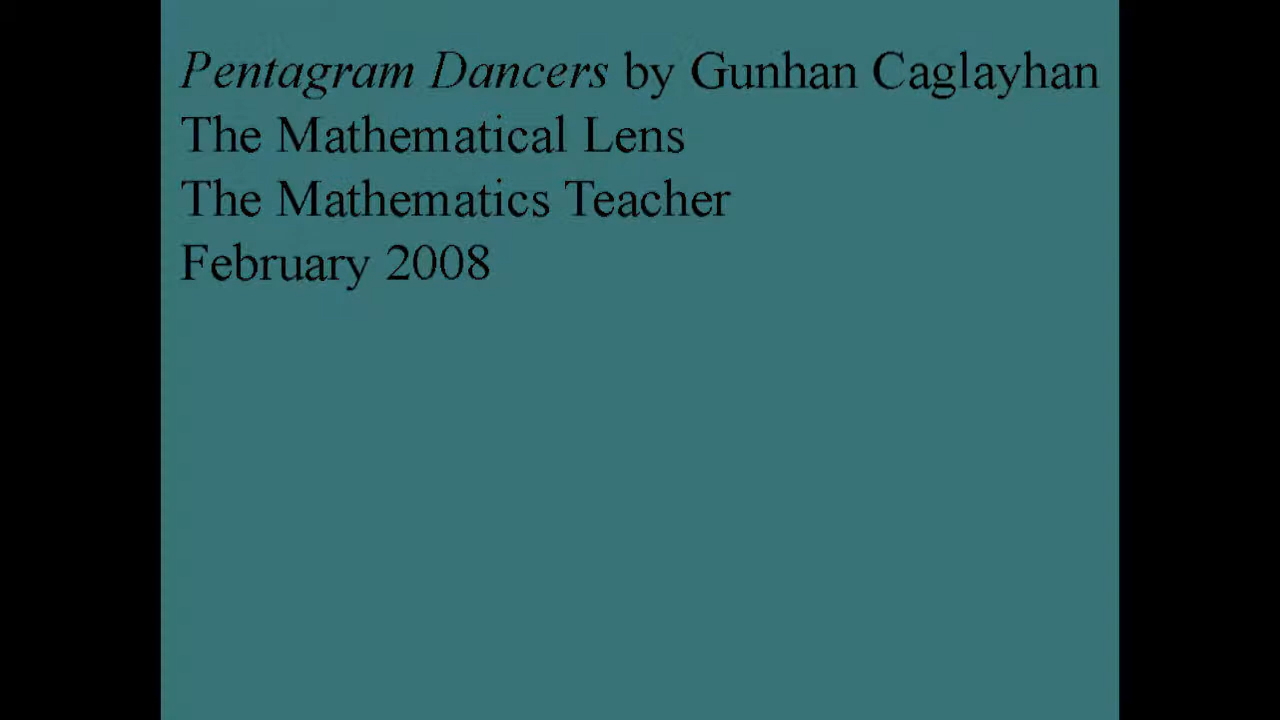 Pentagram Dancers by Gunhan Caglayhan
The Mathematical Lens
The Mathematics Teacher
February 2008